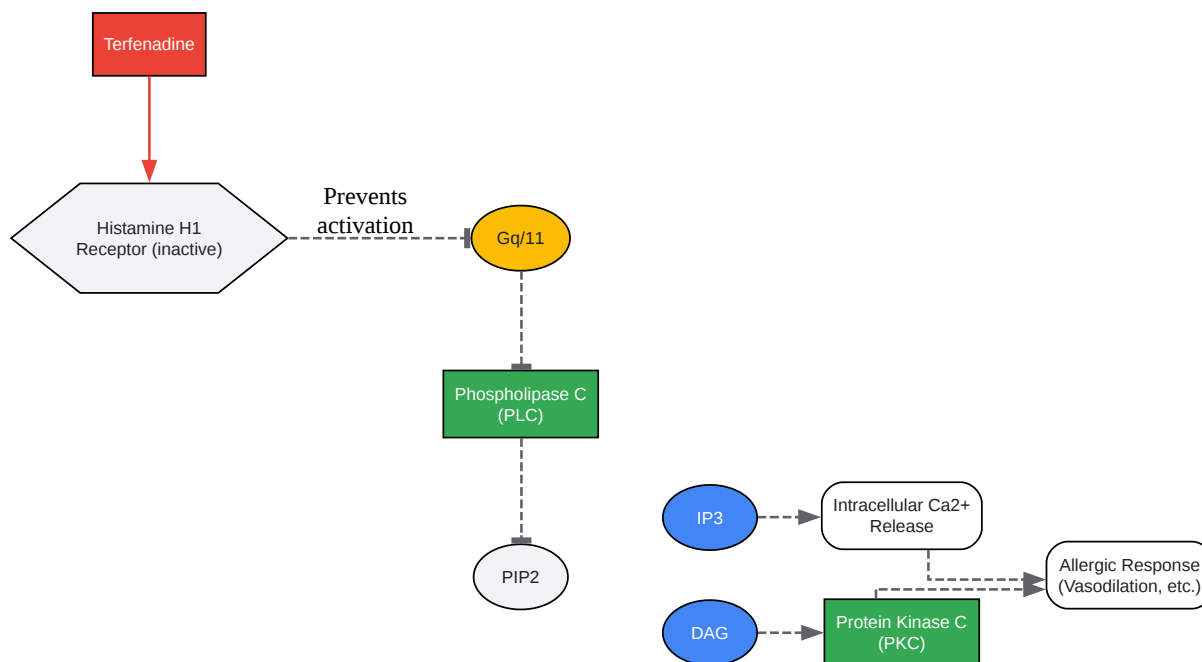 Terfenadine
Histamine H1
Receptor (inactive)
Prevents
activation
Gq/11
Phospholipase C
(PLC)
PIP2
IP3
Intracellular Ca2+
Release
Allergic Response
(Vasodilation, etc.)
DAG
Protein Kinase C
(PKC)